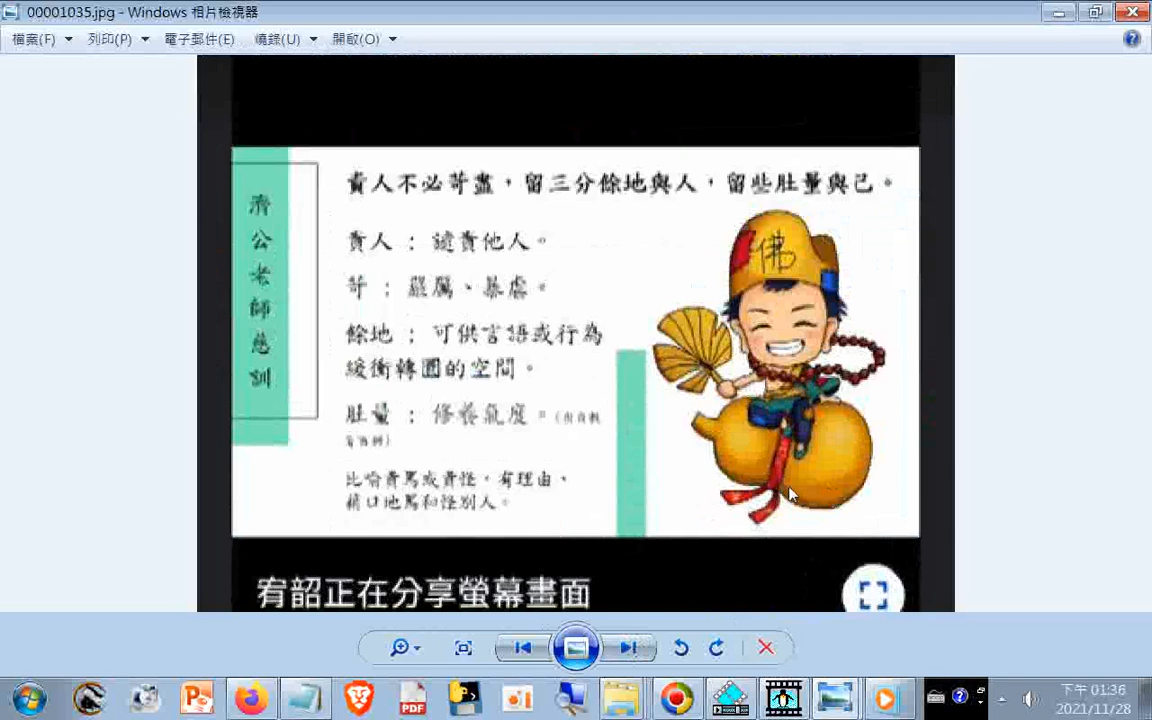 00001035.jpg - Windows 相片檢視器
檔案(F) 列印(P) 電子郵件(E) 燒錄(U) 開啟(O)
濟公老師慈訓
責人不必苛盡，留三分餘地與人，留些肚量與己。
責人 : 譴責他人。
苛 : 嚴厲、暴虐。
餘地 : 可供言語或行為
緩衝轉圜的空間。
肚量 : 修養氣度。
比喻責罵或責怪，有理由、
藉口地罵和怪別人。
佛
宥韶正在分享螢幕畫面
下午 01:36
2021/11/28